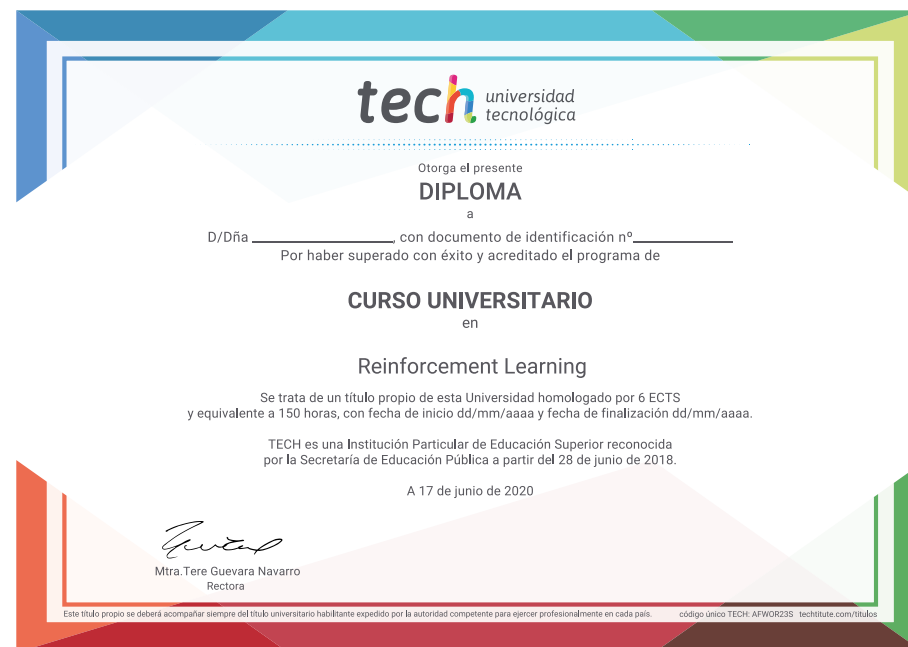 tech universidad
tecnológica
Otorga el presente
DIPLOMA
a
D/Dña ____________________, con documento de identificación nº______________
Por haber superado con éxito y acreditado el programa de
CURSO UNIVERSITARIO
en
Reinforcement Learning
Se trata de un título propio de esta Universidad homologado por 6 ECTS
y equivalente a 150 horas, con fecha de inicio dd/mm/aaaa y fecha de finalización dd/mm/aaaa.
TECH es una Institución Particular de Educación Superior reconocida
por la Secretaría de Educación Pública a partir del 28 de junio de 2018.
A 17 de junio de 2020
Mtra.Tere Guevara Navarro
Rectora
Este título propio se deberá acompañar siempre del título universitario habilitante expedido por la autoridad competente para ejercer profesionalmente en cada país. código único TECH: AFWOR23S techtitute.com/títulos